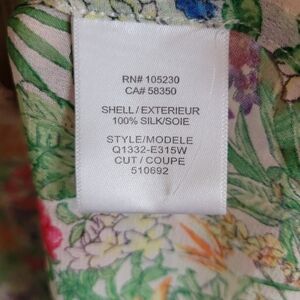 RN# 105230
CA# 58350
SHELL/EXTERIEUR
100% SILK/SOIE
STYLE/MODELE
Q1332-E315W
CUT / COUPE
510692